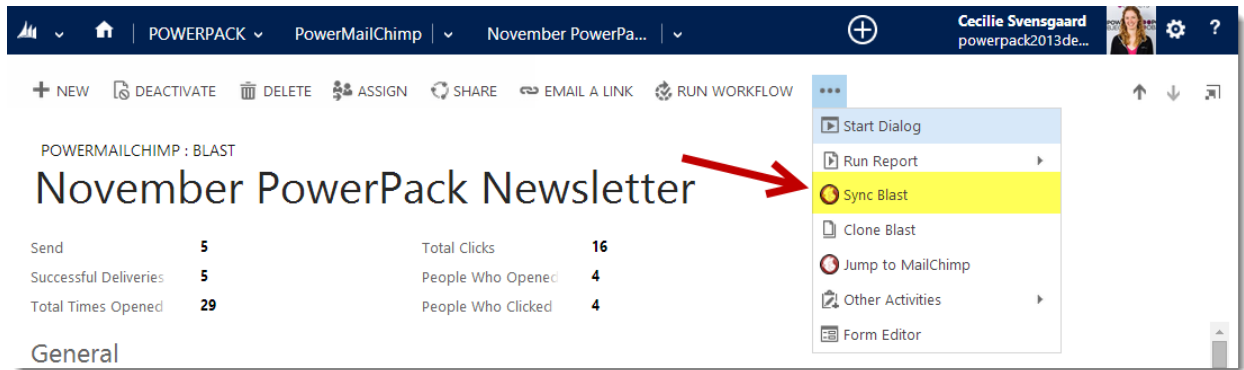 POWERPACK PowerMailChimp November PowerPa... Cecilie Svensgaard
powerpack2013de... ?
NEW DEACTIVATE DELETE ASSIGN SHARE EMAIL A LINK RUN WORKFLOW ...
Start Dialog
POWERMAILCHIMP : BLAST
Run Report
November PowerPack Newsletter
Sync Blast
Clone Blast
Send 5 Total Clicks 16
Jump to MailChimp
Successful Deliveries 5 People Who Opened 4
Other Activities
Total Times Opened 29 People Who Clicked 4
Form Editor
General